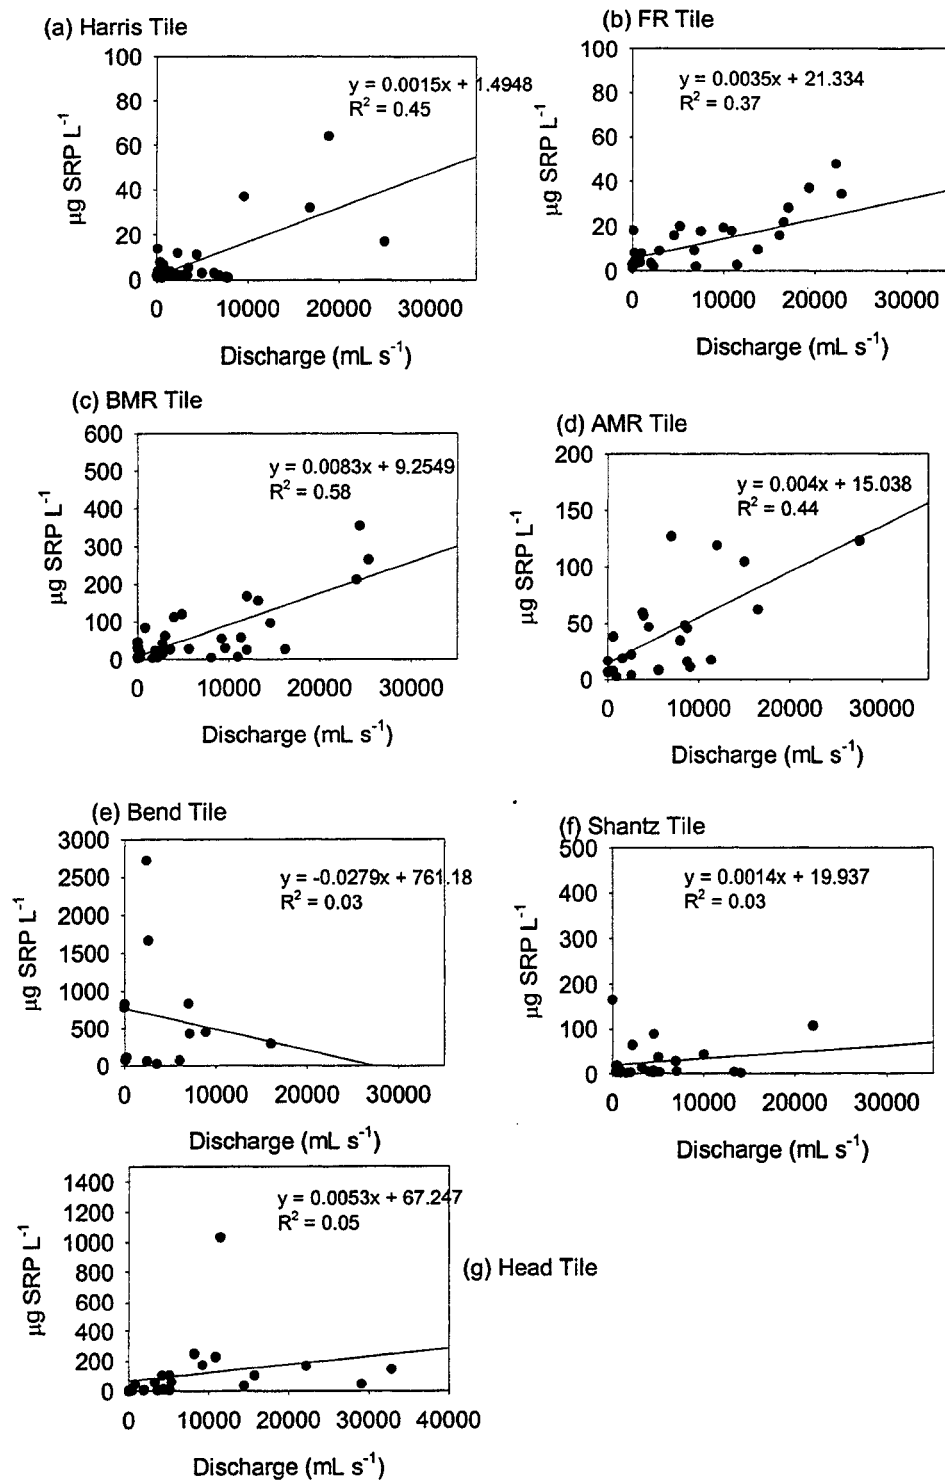 (a) Harris Tile
100
80
60
40
20
0
µg SRP L⁻¹
y = 0.0015x + 1.4948
R² = 0.45
0 10000 20000 30000
Discharge (mL s⁻¹)
(b) FR Tile
100
80
60
40
20
0
µg SRP L⁻¹
y = 0.0035x + 21.334
R² = 0.37
0 10000 20000 30000
Discharge (mL s⁻¹)
(c) BMR Tile
600
500
400
300
200
100
0
µg SRP L⁻¹
y = 0.0083x + 9.2549
R² = 0.58
0 10000 20000 30000
Discharge (mL s⁻¹)
(d) AMR Tile
200
150
100
50
0
µg SRP L⁻¹
y = 0.004x + 15.038
R² = 0.44
0 10000 20000 30000
Discharge (mL s⁻¹)
(e) Bend Tile
3000
2500
2000
1500
1000
500
0
µg SRP L⁻¹
y = -0.0279x + 761.18
R² = 0.03
0 10000 20000 30000
Discharge (mL s⁻¹)
(f) Shantz Tile
500
400
300
200
100
0
µg SRP L⁻¹
y = 0.0014x + 19.937
R² = 0.03
0 10000 20000 30000
Discharge (mL s⁻¹)
1400
1200
1000
800
600
400
200
0
µg SRP L⁻¹
y = 0.0053x + 67.247
R² = 0.05
0 10000 20000 30000 40000
Discharge (mL s⁻¹)
(g) Head Tile